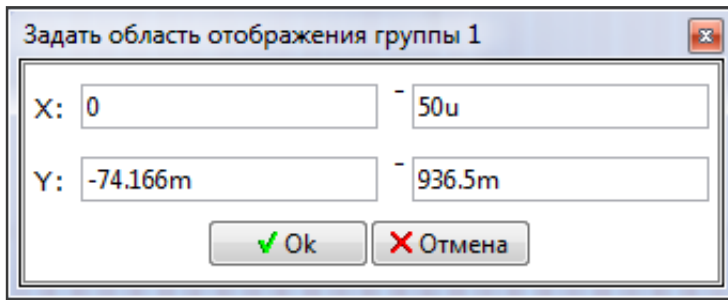 Задать область отображения группы 1
X: 0 - 50u
Y: -74.166m - 936.5m
Ok Отмена